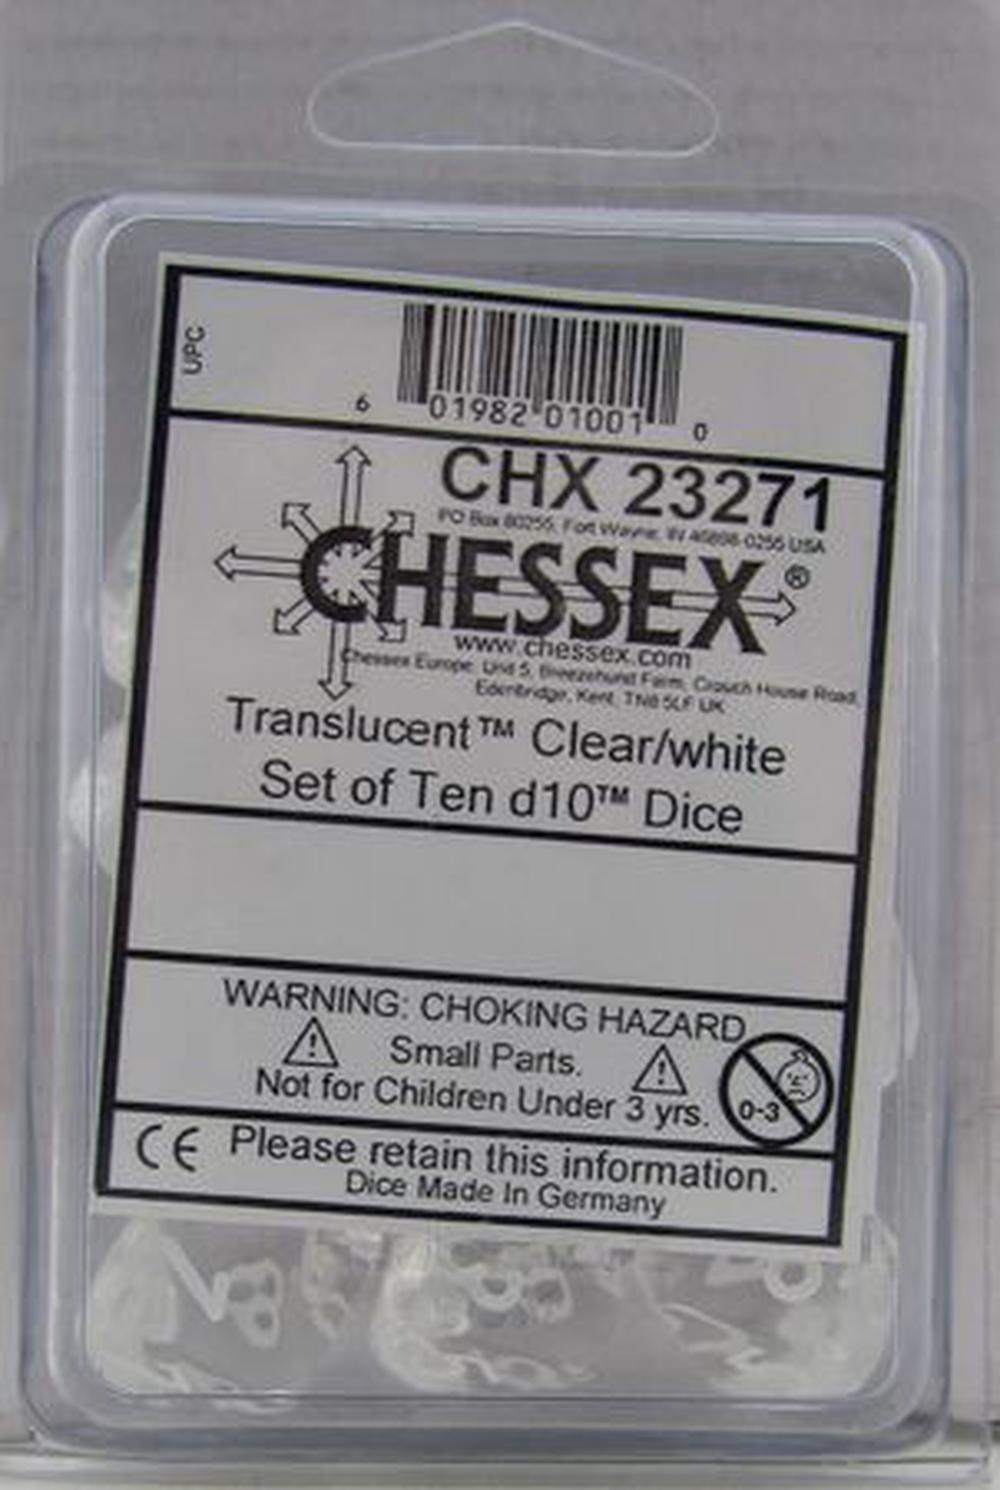 UPC
6 01982 01001 0
CHX 23271
PO Box 80255, Fort Wayne, IN 46898-0255 USA
CHESSEX®
www.chessex.com
Chessex Europe: Unit 5, Breezehurst Farm, Crouch House Road,
Edenbridge, Kent, TN8 5LF UK
Translucent™ Clear/white
Set of Ten d10™ Dice
WARNING: CHOKING HAZARD
Small Parts.
Not for Children Under 3 yrs.
0-3
CE Please retain this information.
Dice Made In Germany